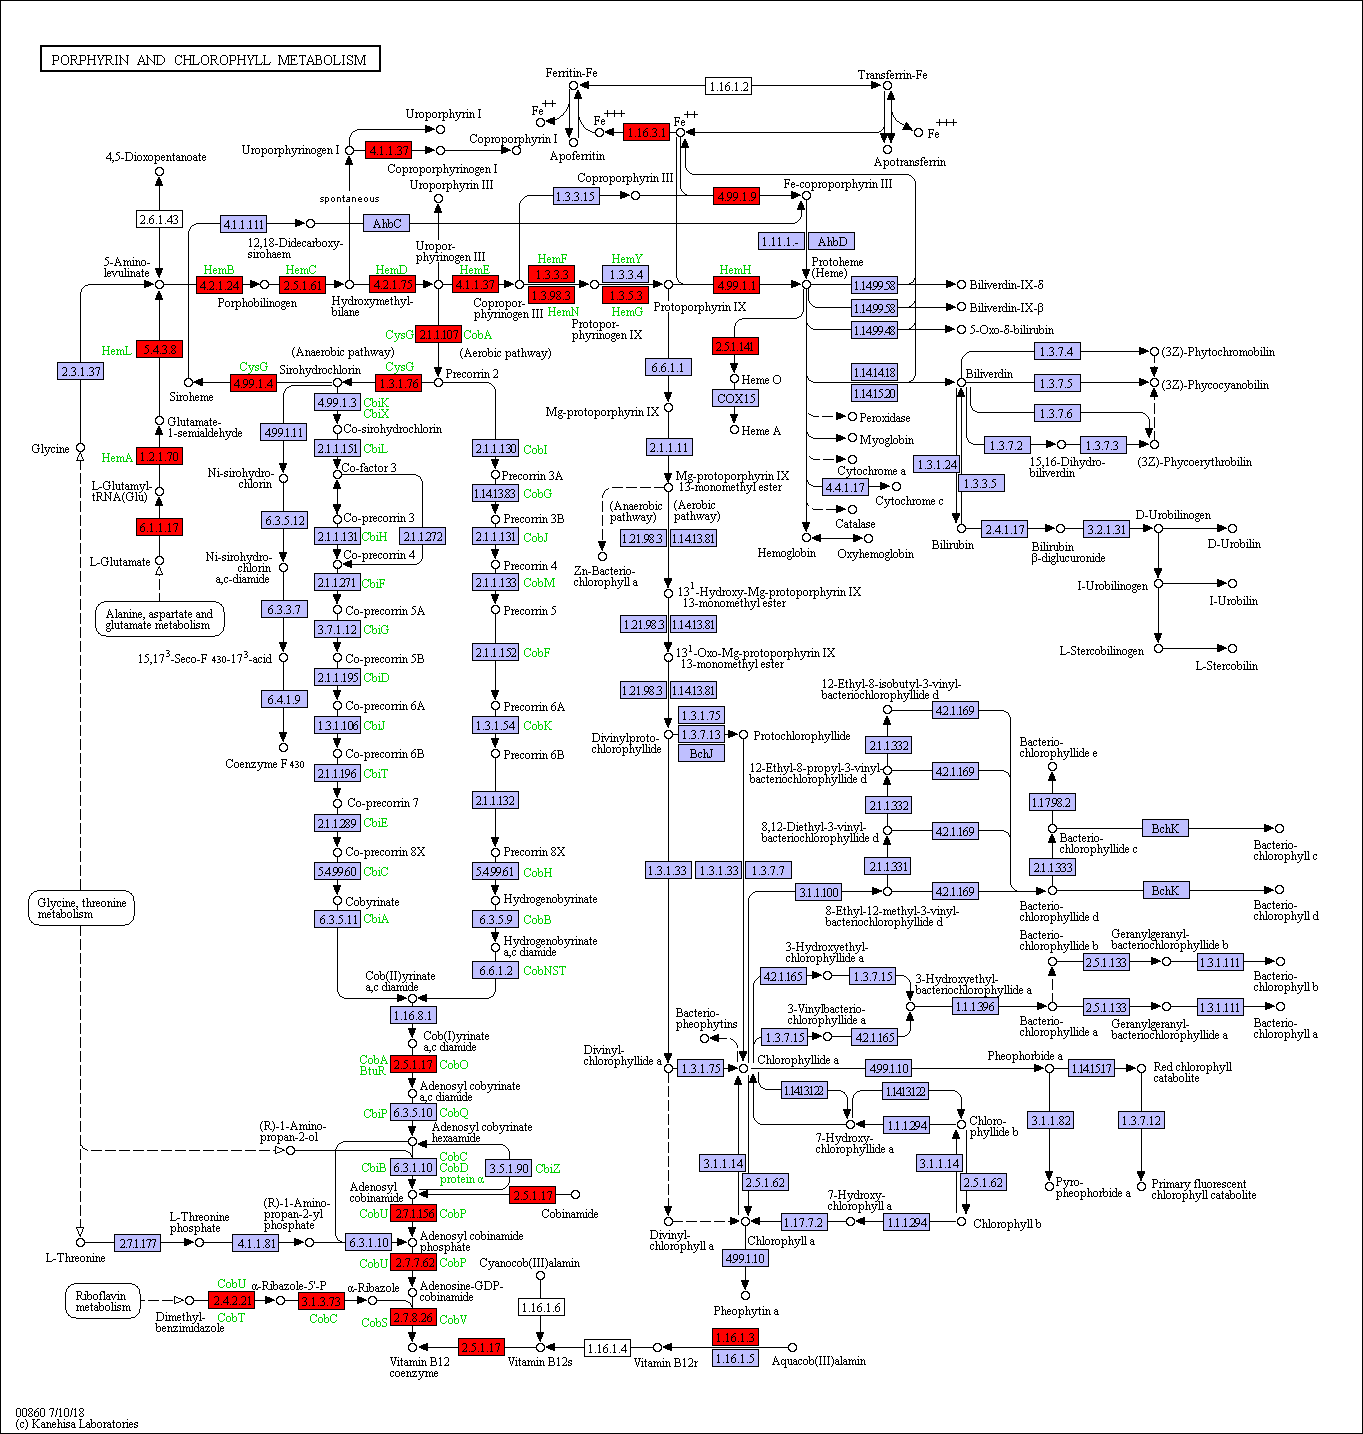 PORPHYRIN AND CHLOROPHYLL METABOLISM
Ferritin-Fe
1.16.1.2
Transferrin-Fe
Fe++
Fe+++
1.16.3.1
Fe++
Fe+++
Apoferritin
Apotransferrin
Uroporphyrin I
Uroporphyrinogen I
4.1.1.37
Coproporphyrin I
Coproporphyrinogen I
4,5-Dioxopentanoate
Uroporphyrin III
Coproporphyrin III
Fe-coproporphyrin III
spontaneous
1.3.3.15
4.99.1.9
2.6.1.43
4.1.1.111
AhbC
12,18-Didecarboxy-
sirohaem
Uropor-
phyrinogen III
1.11.1.-
AhbD
5-Amino-
levulinate
HemB
HemC
HemD
HemE
HemF
HemY
HemH
Protoheme
(Heme)
4.2.1.24
2.5.1.61
4.2.1.75
4.1.1.37
1.3.3.3
1.3.3.4
4.99.1.1
1.3.98.3
1.3.5.3
HemN
HemG
Porphobilinogen
Hydroxymethyl-
bilane
Copropor-
phyrinogen III
Protopor-
phyrinogen IX
Protoporphyrin IX
1.14.99.58
Biliverdin-IX-δ
1.14.99.58
Biliverdin-IX-β
1.14.99.48
5-Oxo-δ-bilirubin
CysG
2.1.1.107
CobA
HemL
5.4.3.8
2.3.1.37
(Anaerobic pathway)
(Aerobic pathway)
Sirohydrochlorin
Precorrin 2
CysG
CysG
4.99.1.4
1.3.1.76
Siroheme
2.5.1.141
Heme O
COX15
Heme A
6.6.1.1
1.14.14.18
1.14.15.20
Biliverdin
1.3.7.4
(3Z)-Phytochromobilin
1.3.7.5
(3Z)-Phycocyanobilin
1.3.7.6
1.3.7.2
1.3.7.3
15,16-Dihydro-
biliverdin
(3Z)-Phycoerythrobilin
4.99.1.3
CbiK
CbiX
Co-sirohydrochlorin
4.99.1.11
2.1.1.151
CbiL
2.1.1.130
CobI
Mg-protoporphyrin IX
2.1.1.11
Peroxidase
Myoglobin
Cytochrome a
4.4.1.17
Cytochrome c
Catalase
Hemoglobin
Oxyhemoglobin
1.3.1.24
1.3.3.5
Glutamate-
1-semialdehyde
Glycine
HemA
1.2.1.70
L-Glutamyl-
tRNA(Glu)
6.1.1.17
L-Glutamate
Alanine, aspartate and
glutamate metabolism
Ni-sirohydro-
chlorin
Co-factor 3
Precorrin 3A
Mg-protoporphyrin IX
13-monomethyl ester
1.14.13.83
CobG
(Anaerobic
pathway)
(Aerobic
pathway)
6.3.5.12
Co-precorrin 3
Precorrin 3B
2.1.1.131
CbiH
2.1.1.272
2.1.1.131
CobJ
1.21.98.3
1.14.13.81
Bilirubin
2.4.1.17
Bilirubin
β-diglucuronide
3.2.1.31
D-Urobilinogen
D-Urobilin
I-Urobilinogen
I-Urobilin
L-Stercobilinogen
L-Stercobilin
Ni-sirohydro-
chlorin
a,c-diamide
Co-precorrin 4
Precorrin 4
Zn-Bacterio-
chlorophyll a
2.1.1.271
CbiF
2.1.1.133
CobM
13¹-Hydroxy-Mg-protoporphyrin IX
13-monomethyl ester
6.3.3.7
Co-precorrin 5A
Precorrin 5
3.7.1.12
CbiG
1.21.98.3
1.14.13.81
15,17³-Seco-F 430-17³-acid
Co-precorrin 5B
2.1.1.152
CobF
13¹-Oxo-Mg-protoporphyrin IX
13-monomethyl ester
2.1.1.195
CbiD
6.4.1.9
1.21.98.3
1.14.13.81
Co-precorrin 6A
Precorrin 6A
1.3.1.106
CbiJ
1.3.1.54
CobK
Coenzyme F 430
Co-precorrin 6B
Precorrin 6B
2.1.1.196
CbiT
Divinylproto-
chlorophyllide
1.3.1.75
1.3.7.13
BchJ
Protochlorophyllide
12-Ethyl-8-isobutyl-3-vinyl-
bacteriochlorophyllide d
4.2.1.169
2.1.1.332
12-Ethyl-8-propyl-3-vinyl-
bacteriochlorophyllide d
4.2.1.169
2.1.1.332
8,12-Diethyl-3-vinyl-
bacteriochlorophyllide d
4.2.1.169
2.1.1.331
Bacterio-
chlorophyllide e
1.17.98.2
Bacterio-
chlorophyllide c
BchK
Bacterio-
chlorophyll c
2.1.1.333
Co-precorrin 7
2.1.1.132
2.1.1.289
CbiE
Co-precorrin 8X
Precorrin 8X
5.4.99.60
CbiC
5.4.99.61
CobH
1.3.1.33
1.3.1.33
1.3.7.7
3.1.1.100
8-Ethyl-12-methyl-3-vinyl-
bacteriochlorophyllide d
4.2.1.169
Bacterio-
chlorophyllide d
BchK
Bacterio-
chlorophyll d
Glycine, threonine
metabolism
Cobyrinate
Hydrogenobyrinate
6.3.5.11
CbiA
6.3.5.9
CobB
Hydrogenobyrinate
a,c diamide
6.6.1.2
CobNST
Cob(II)yrinate
a,c diamide
1.16.8.1
Cob(I)yrinate
a,c diamide
3-Hydroxyethyl-
chlorophyllide a
4.2.1.165
1.3.7.15
3-Hydroxyethyl-
bacteriochlorophyllide a
1.1.1.396
Bacterio-
chlorophyllide b
Geranylgeranyl-
bacteriochlorophyllide b
2.5.1.133
1.3.1.111
Bacterio-
chlorophyll b
3-Vinylbacterio-
chlorophyllide a
1.3.7.15
4.2.1.165
Bacterio-
chlorophyllide a
2.5.1.133
Geranylgeranyl-
bacteriochlorophyllide a
1.3.1.111
Bacterio-
chlorophyll a
Bacterio-
pheophytins
CobA
BtuR
2.5.1.17
CobO
Divinyl-
chlorophyllide a
1.3.1.75
Chlorophyllide a
4.99.1.10
Pheophorbide a
1.14.15.17
Red chlorophyll
catabolite
Adenosyl cobyrinate
a,c diamide
1.14.13.122
1.14.13.122
CbiP
6.3.5.10
CobQ
3.1.1.82
1.3.7.12
(R)-1-Amino-
propan-2-ol
Adenosyl cobyrinate
hexaamide
1.1.1.294
7-Hydroxy-
chlorophyllide a
Chloro-
phyllide b
CbiB
6.3.1.10
CobC
CobD
protein α
3.5.1.90
CbiZ
3.1.1.14
2.5.1.62
3.1.1.14
2.5.1.62
Adenosyl
cobinamide
2.5.1.17
Cobinamide
Pyro-
pheophorbide a
Primary fluorescent
chlorophyll catabolite
(R)-1-Amino-
propan-2-yl
phosphate
CobU
2.7.1.156
CobP
7-Hydroxy-
chlorophyll a
L-Threonine
phosphate
L-Threonine
2.7.1.177
4.1.1.81
6.3.1.10
Adenosyl cobinamide
phosphate
Divinyl-
chlorophyll a
Chlorophyll a
1.17.7.2
1.1.1.294
Chlorophyll b
CobU
2.7.7.62
CobP
Cyanocob(III)alamin
4.99.1.10
Riboflavin
metabolism
CobU
α-Ribazole-5'-P
α-Ribazole
Adenosine-GDP-
cobinamide
2.4.2.21
3.1.3.73
1.16.1.6
Pheophytin a
Dimethyl-
benzimidazole
CobT
CobC
CobS
2.7.8.26
CobV
2.5.1.17
1.16.1.4
1.16.1.3
1.16.1.5
Vitamin B12
coenzyme
Vitamin B12s
Vitamin B12r
Aquacob(III)alamin
00860 7/10/18
(c) Kanehisa Laboratories